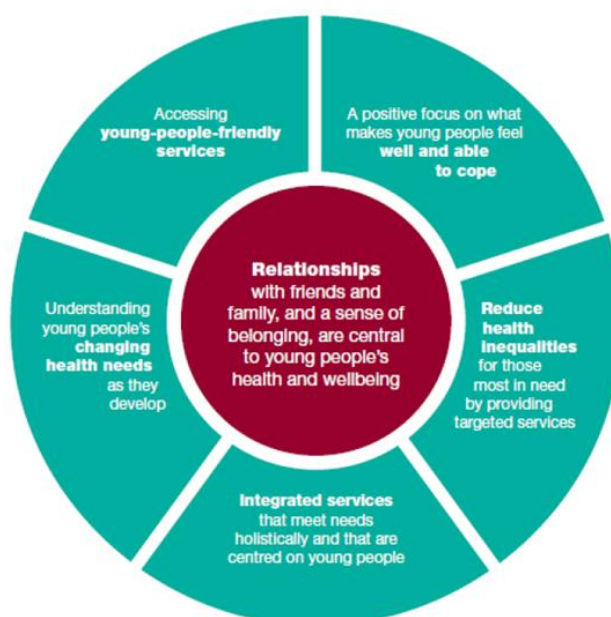 Accessing
young-people-friendly
services
A positive focus on what
makes young people feel
well and able
to cope
Relationships
with friends and
family, and a sense of
belonging, are central
to young people's
health and wellbeing
Understanding
young people's
changing
health needs
as they
develop
Reduce
health
inequalities
for those
most in need
by providing
targeted services
Integrated services
that meet needs
holistically and that are
centred on young people